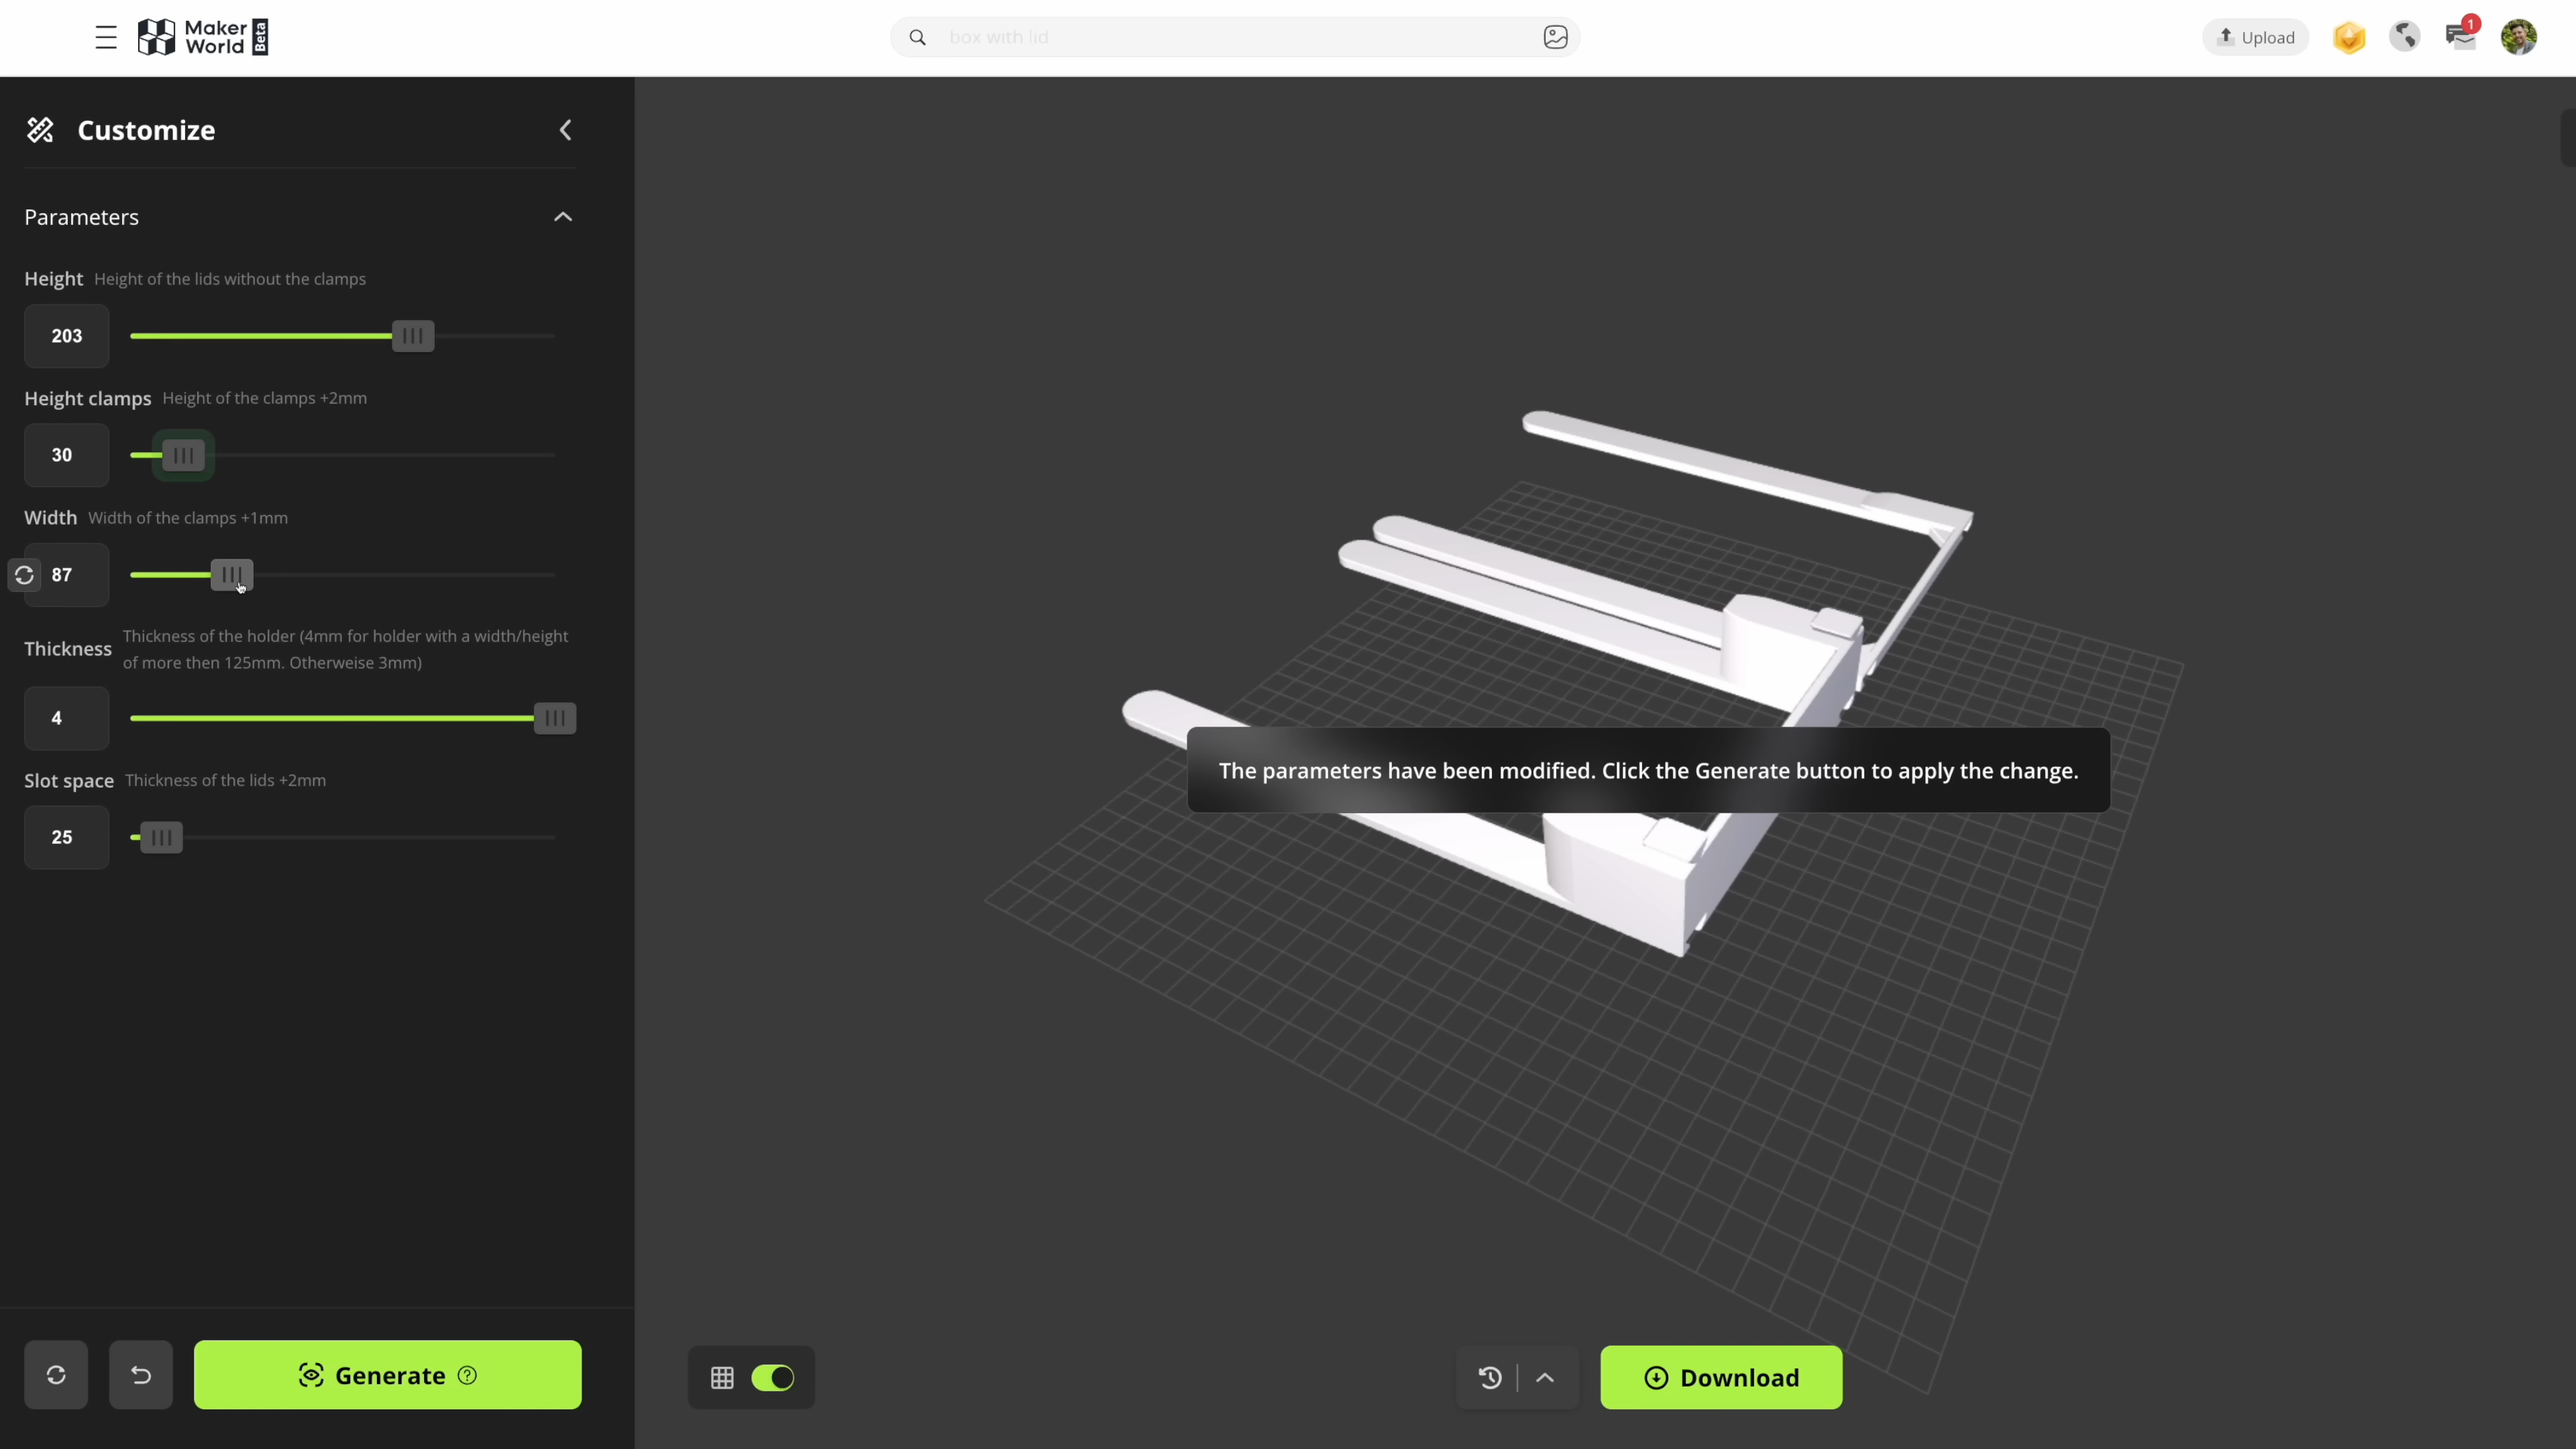 Maker World Beta
box with lid
Upload
1
Customize
Parameters
Height Height of the lids without the clamps
203
Height clamps Height of the clamps +2mm
30
Width Width of the clamps +1mm
87
Thickness Thickness of the holder (4mm for holder with a width/height
of more then 125mm. Otherweise 3mm)
4
Slot space Thickness of the lids +2mm
25
The parameters have been modified. Click the Generate button to apply the change.
Generate ?
Download